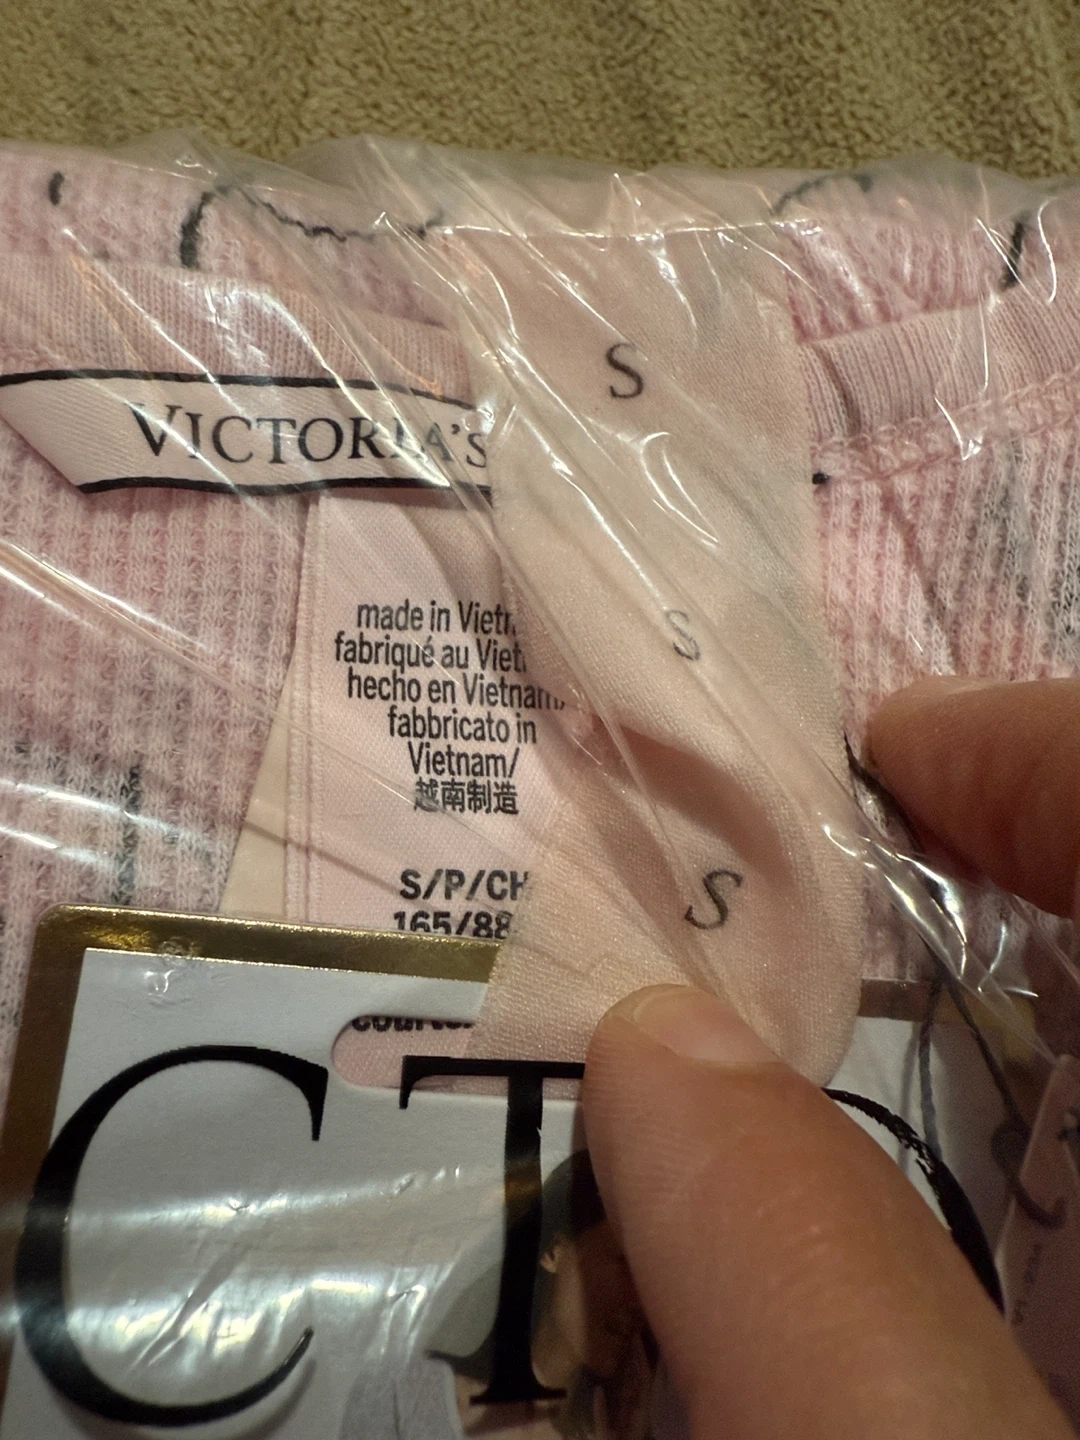 S
VICTORIA'S
S
made in Vietn
fabriqué au Viet
hecho en Vietnam/
fabbricato in
Vietnam/
越南制造
S/P/CH
165/88
S
CT